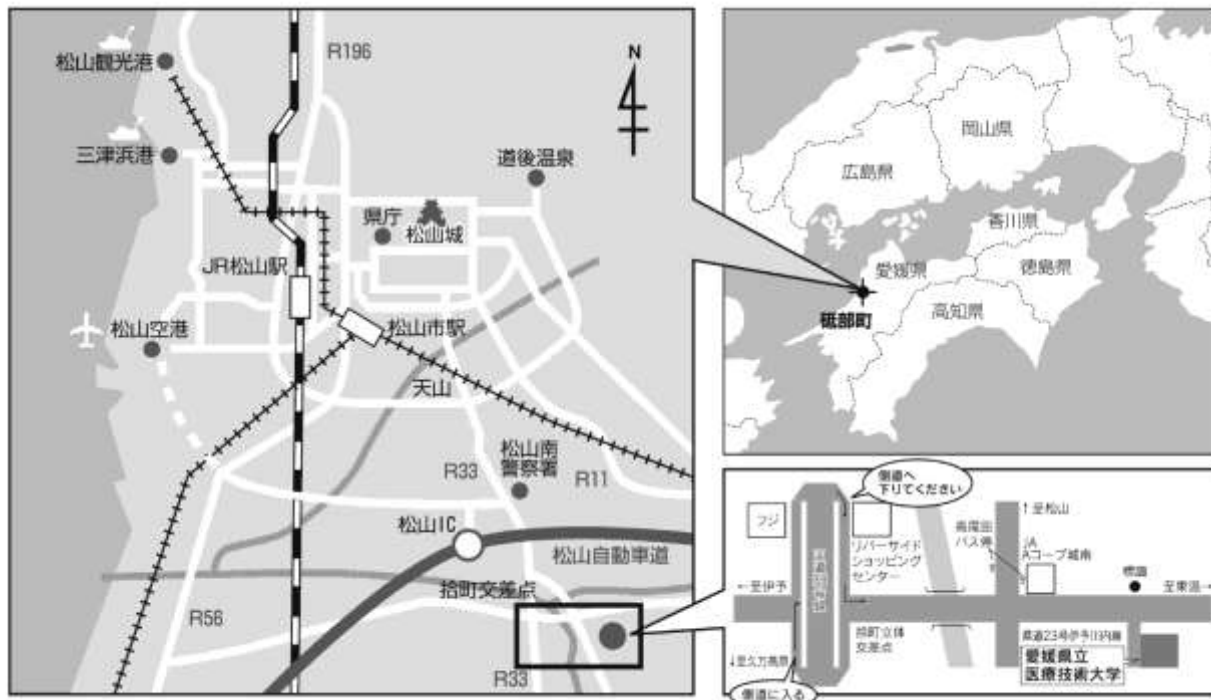 松山観光港
R196
N
三津浜港
道後温泉
県庁
松山城
JR松山駅
松山空港
松山市駅
天山
R33
松山南
警察署
R11
松山IC
松山自動車道
拾町交差点
R56
R33
岡山県
広島県
香川県
愛媛県
徳島県
高知県
砥部町
側道へ
下りてください
フジ
リバーサイド
ショッピング
センター
↑至松山
高尾田
バス停
JA
Aコープ城南
←至伊予
至東温→
拾町立体
交差点
県道23号伊予川内線
愛媛県立
医療技術大学
↓至久万高原
側道に入る